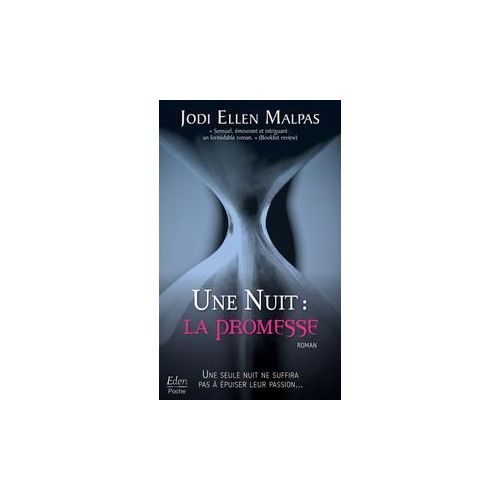 JODI ELLEN MALPAS
« Sensuel, émouvant et intriguant :
un formidable roman. » (Booklist review)
UNE NUIT :
LA PROMESSE
ROMAN
UNE SEULE NUIT NE SUFFIRA
PAS À ÉPUISER LEUR PASSION...
Eden
Poche